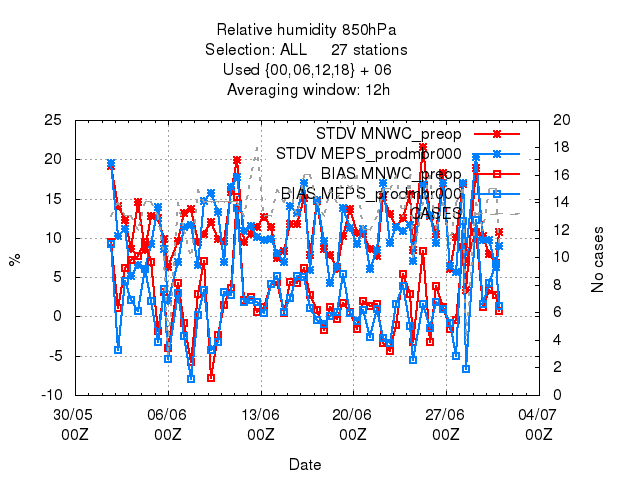 Relative humidity 850hPa
Selection: ALL 27 stations
Used {00,06,12,18} + 06
Averaging window: 12h
STDV MNWC_preop
STDV MEPS_prodmpr000
BIAS MNWC_preop
BIAS MEPS_prodmpr000
CASES
25
20
15
10
5
0
-5
-10
%
20
18
16
14
12
10
8
6
4
2
0
No cases
30/05 06/06 13/06 20/06 27/06 04/07
00Z 00Z 00Z 00Z 00Z 00Z
Date